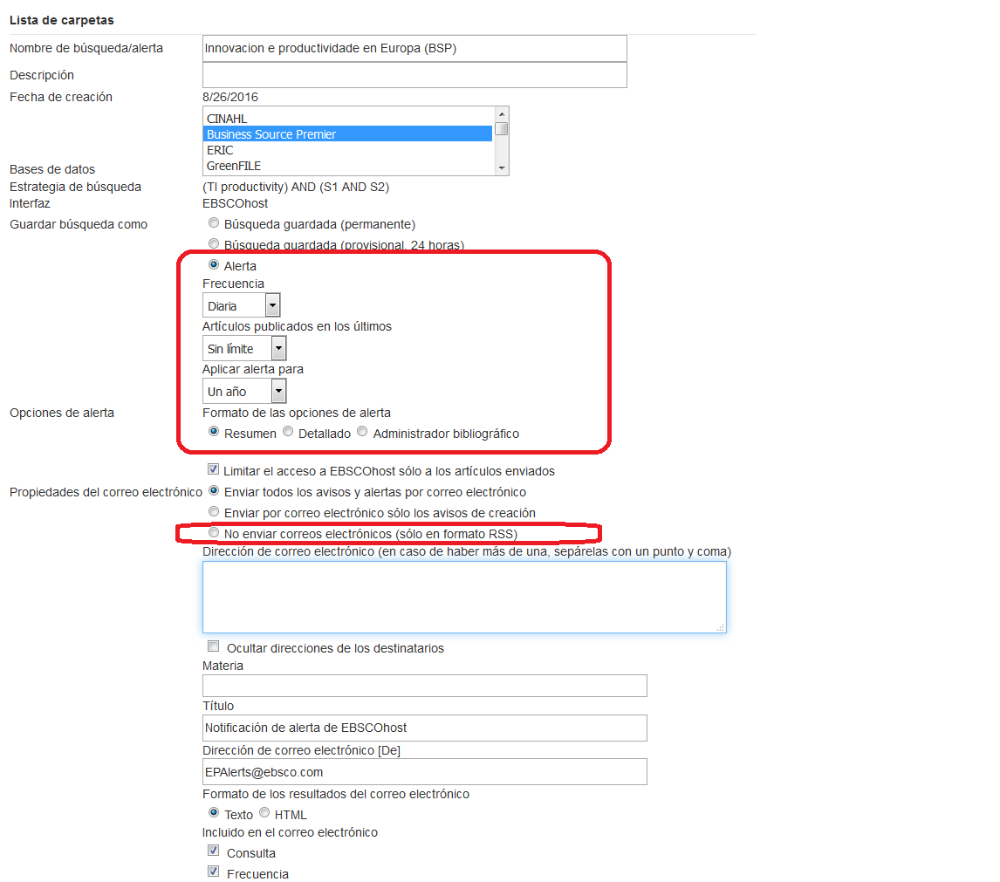 Lista de carpetas
Nombre de búsqueda/alerta Innovacion e productividade en Europa (BSP)
Descripción
Fecha de creación 8/26/2016
CINAHL
Business Source Premier
ERIC
GreenFILE
Bases de datos
Estrategia de búsqueda (TI productivity) AND (S1 AND S2)
Interfaz EBSCOhost
Guardar búsqueda como Búsqueda guardada (permanente)
Búsqueda guardada (provisional, 24 horas)
Alerta
Frecuencia
Diaria
Artículos publicados en los últimos
Sin límite
Aplicar alerta para
Un año
Opciones de alerta Formato de las opciones de alerta
Resumen Detallado Administrador bibliográfico
Limitar el acceso a EBSCOhost sólo a los artículos enviados
Propiedades del correo electrónico Enviar todos los avisos y alertas por correo electrónico
Enviar por correo electrónico sólo los avisos de creación
No enviar correos electrónicos (sólo en formato RSS)
Dirección de correo electrónico (en caso de haber más de una, sepárelas con un punto y coma)
Ocultar direcciones de los destinatarios
Materia
Título
Notificación de alerta de EBSCOhost
Dirección de correo electrónico [De]
EPAlerts@ebsco.com
Formato de los resultados del correo electrónico
Texto HTML
Incluido en el correo electrónico
Consulta
Frecuencia